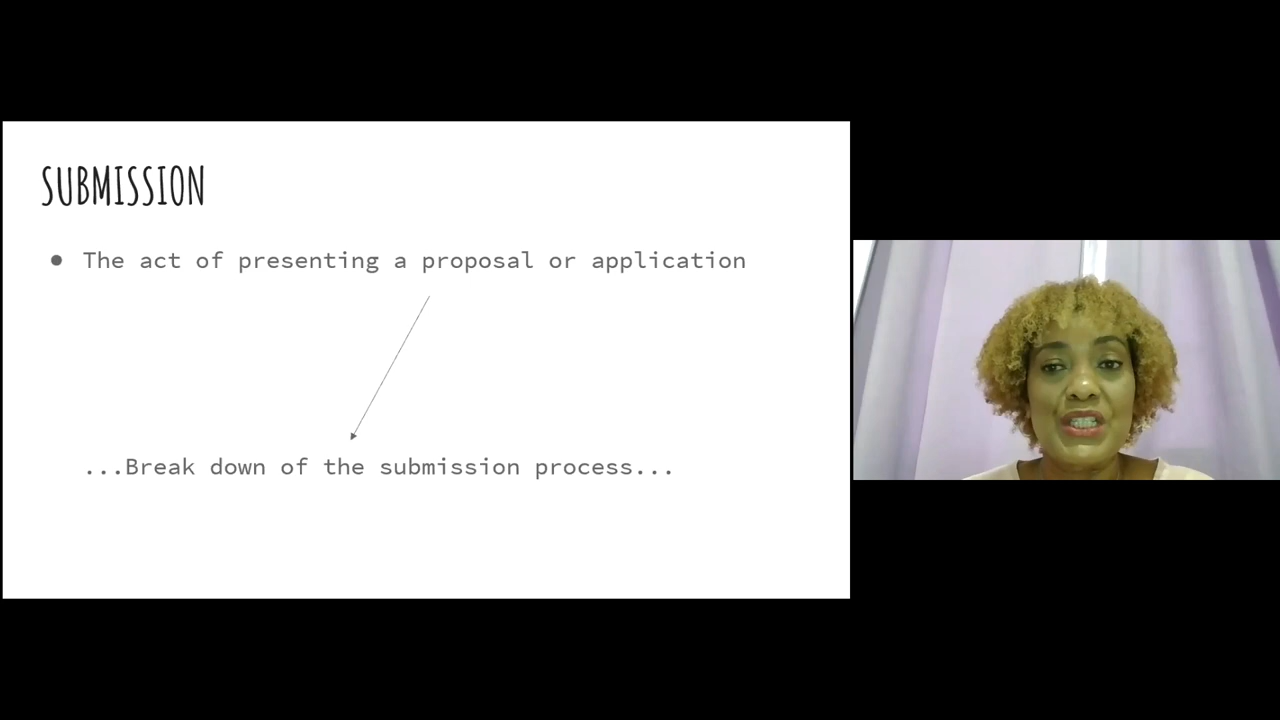 SUBMISSION
● The act of presenting a proposal or application
...Break down of the submission process...